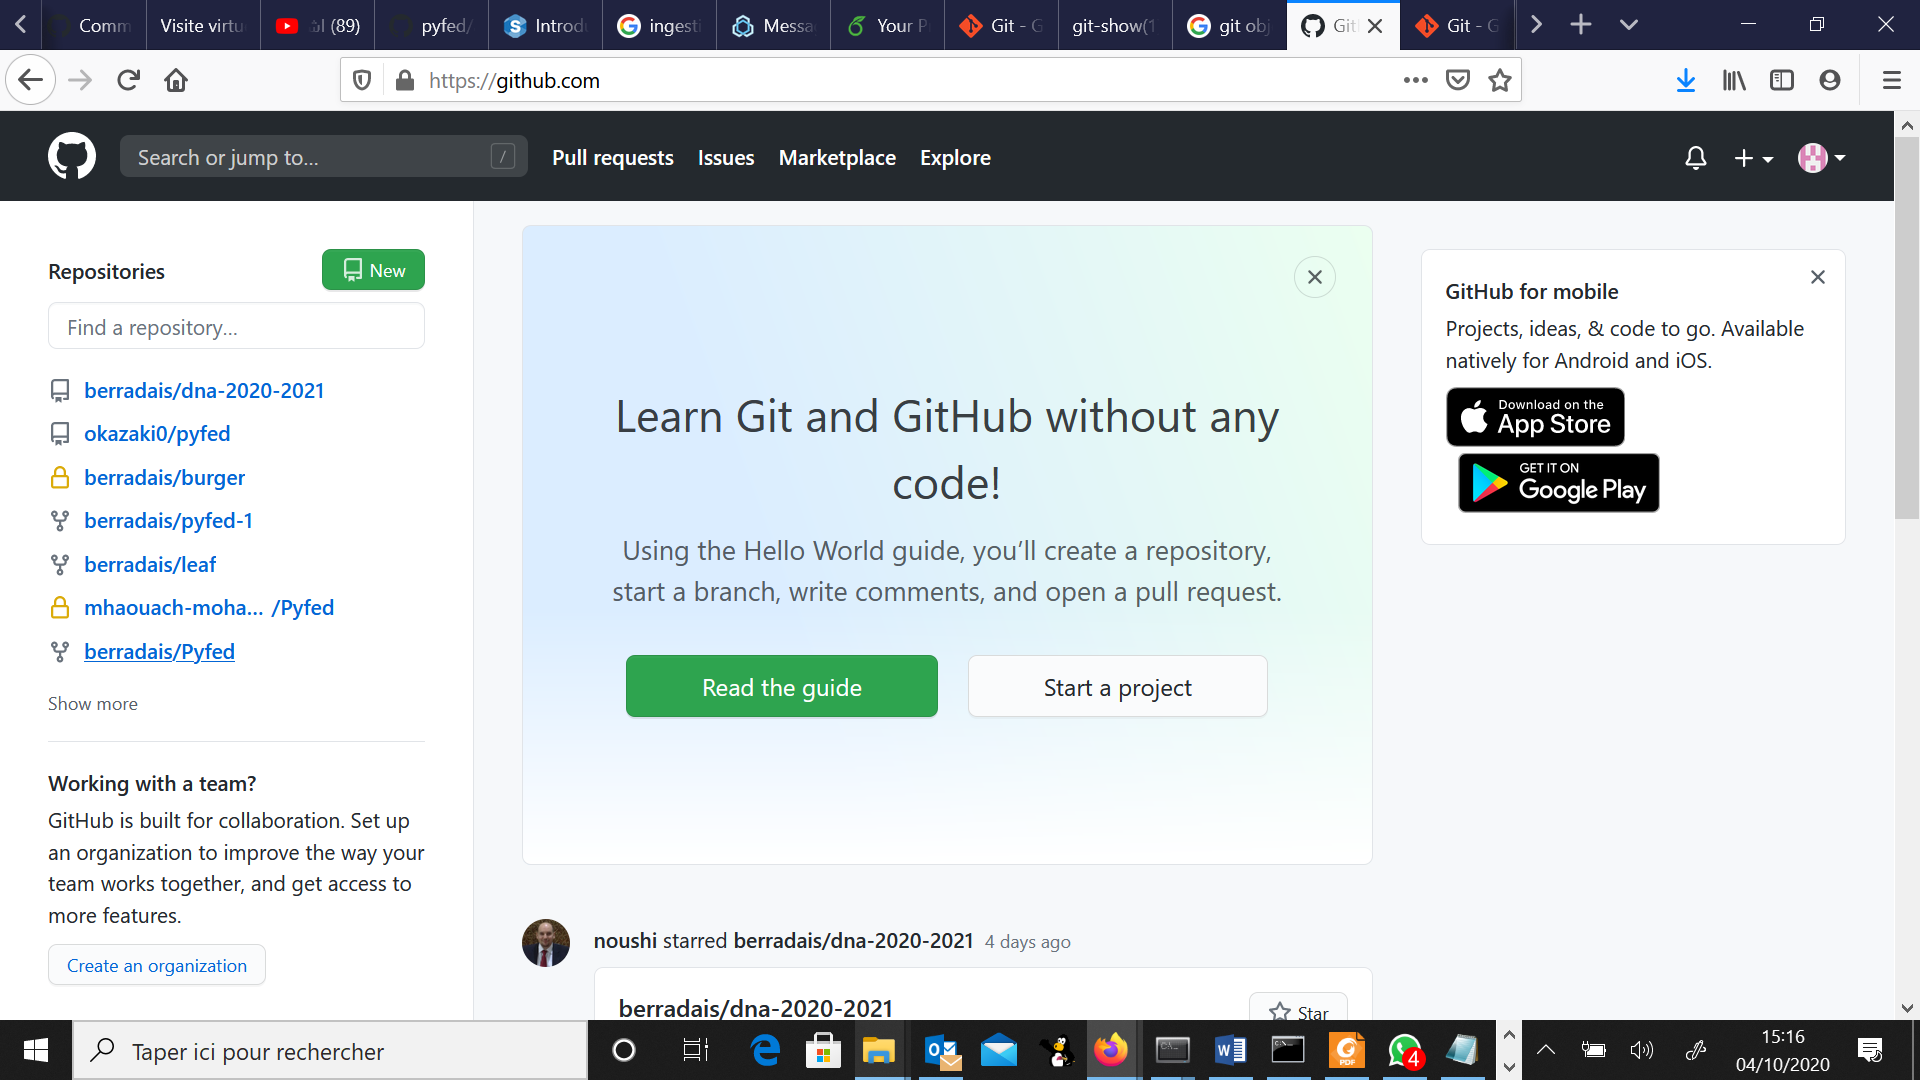 Comm
Visite virtu
(89)
pyfed/
Introd
ingest
Messa
Your P
Git - G
git-show(1
git obj
Git
Git - G
https://github.com
Search or jump to... /
Pull requests
Issues
Marketplace
Explore
Repositories
New
Find a repository...
berradais/dna-2020-2021
okazaki0/pyfed
berradais/burger
berradais/pyfed-1
berradais/leaf
mhaouach-moha... /Pyfed
berradais/Pyfed
Show more
Working with a team?
GitHub is built for collaboration. Set up
an organization to improve the way your
team works together, and get access to
more features.
Create an organization
Learn Git and GitHub without any
code!
Using the Hello World guide, you’ll create a repository,
start a branch, write comments, and open a pull request.
Read the guide
Start a project
noushi starred berradais/dna-2020-2021 4 days ago
berradais/dna-2020-2021
Star
GitHub for mobile
Projects, ideas, & code to go. Available
natively for Android and iOS.
Download on the
App Store
GET IT ON
Google Play
Taper ici pour rechercher
PDF
4
15:16
04/10/2020